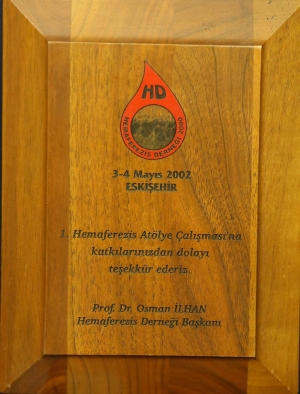 HD
HEMAFEREZİS DERNEĞİ 2000
3-4 Mayıs 2002
ESKİŞEHİR
1. Hemaferezis Atölye Çalışması'na
katkılarınızdan dolayı
teşekkür ederiz.
Prof. Dr. Osman İLHAN
Hemaferezis Derneği Başkanı